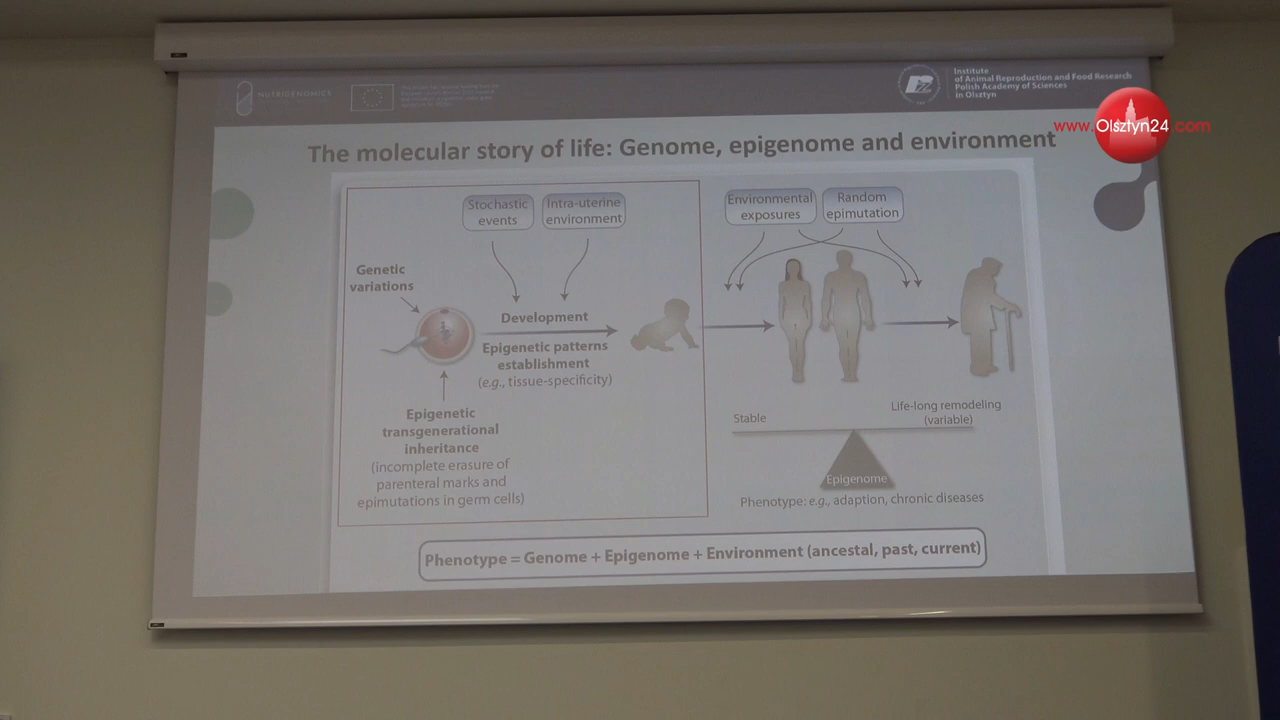 NUTRIGENOMICS
Institute
of Animal Reproduction and Food Research
Polish Academy of Sciences
in Olsztyn
www.Olsztyn24.com
The molecular story of life: Genome, epigenome and environment
Stochastic
events
Intra-uterine
environment
Environmental
exposures
Random
epimutation
Genetic
variations
Development
Epigenetic patterns
establishment
(e.g., tissue-specificity)
Epigenetic
transgenerational
inheritance
(incomplete erasure of
parenteral marks and
epimutations in germ cells)
Stable
Life-long remodeling
(variable)
Epigenome
Phenotype: e.g., adaption, chronic diseases
Phenotype = Genome + Epigenome + Environment (ancestal, past, current)